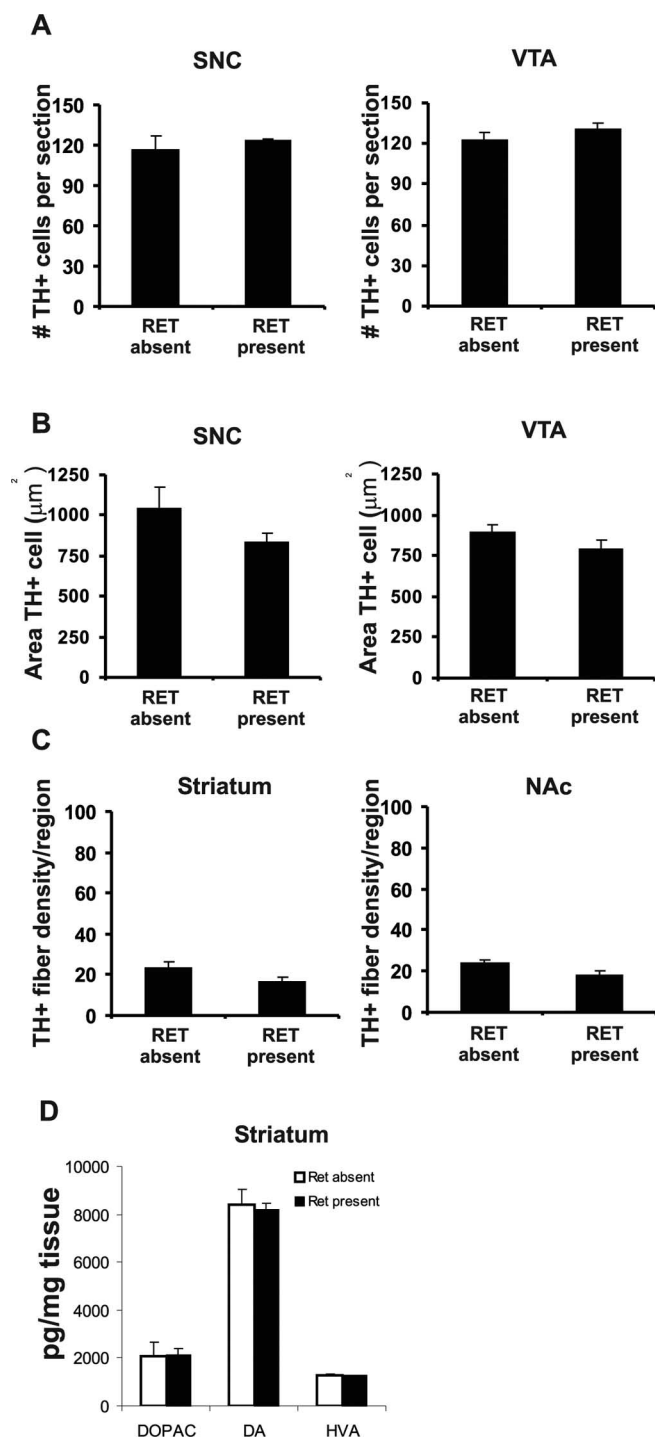 A
SNC
VTA
# TH+ cells per section
150
120
90
60
30
0
RET
absent
RET
present
# TH+ cells per section
150
120
90
60
30
0
RET
absent
RET
present
B
SNC
VTA
Area TH+ cell (μm²)
1250
1000
750
500
250
0
RET
absent
RET
present
Area TH+ cell (μm²)
1250
1000
750
500
250
0
RET
absent
RET
present
C
Striatum
NAc
TH+ fiber density/region
100
80
60
40
20
0
RET
absent
RET
present
TH+ fiber density/region
100
80
60
40
20
0
RET
absent
RET
present
D
Striatum
pg/mg tissue
10000
8000
6000
4000
2000
0
Ret absent
Ret present
DOPAC
DA
HVA